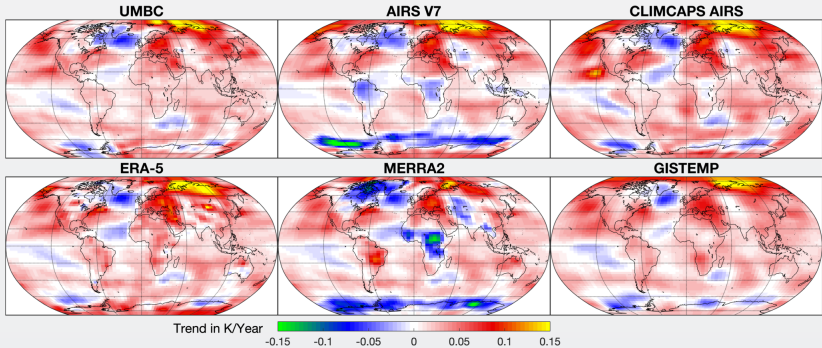 UMBC AIRS V7 CLIMCAPS AIRS
ERA-5 MERRA2 GISTEMP
Trend in K/Year
-0.15 -0.1 -0.05 0 0.05 0.1 0.15